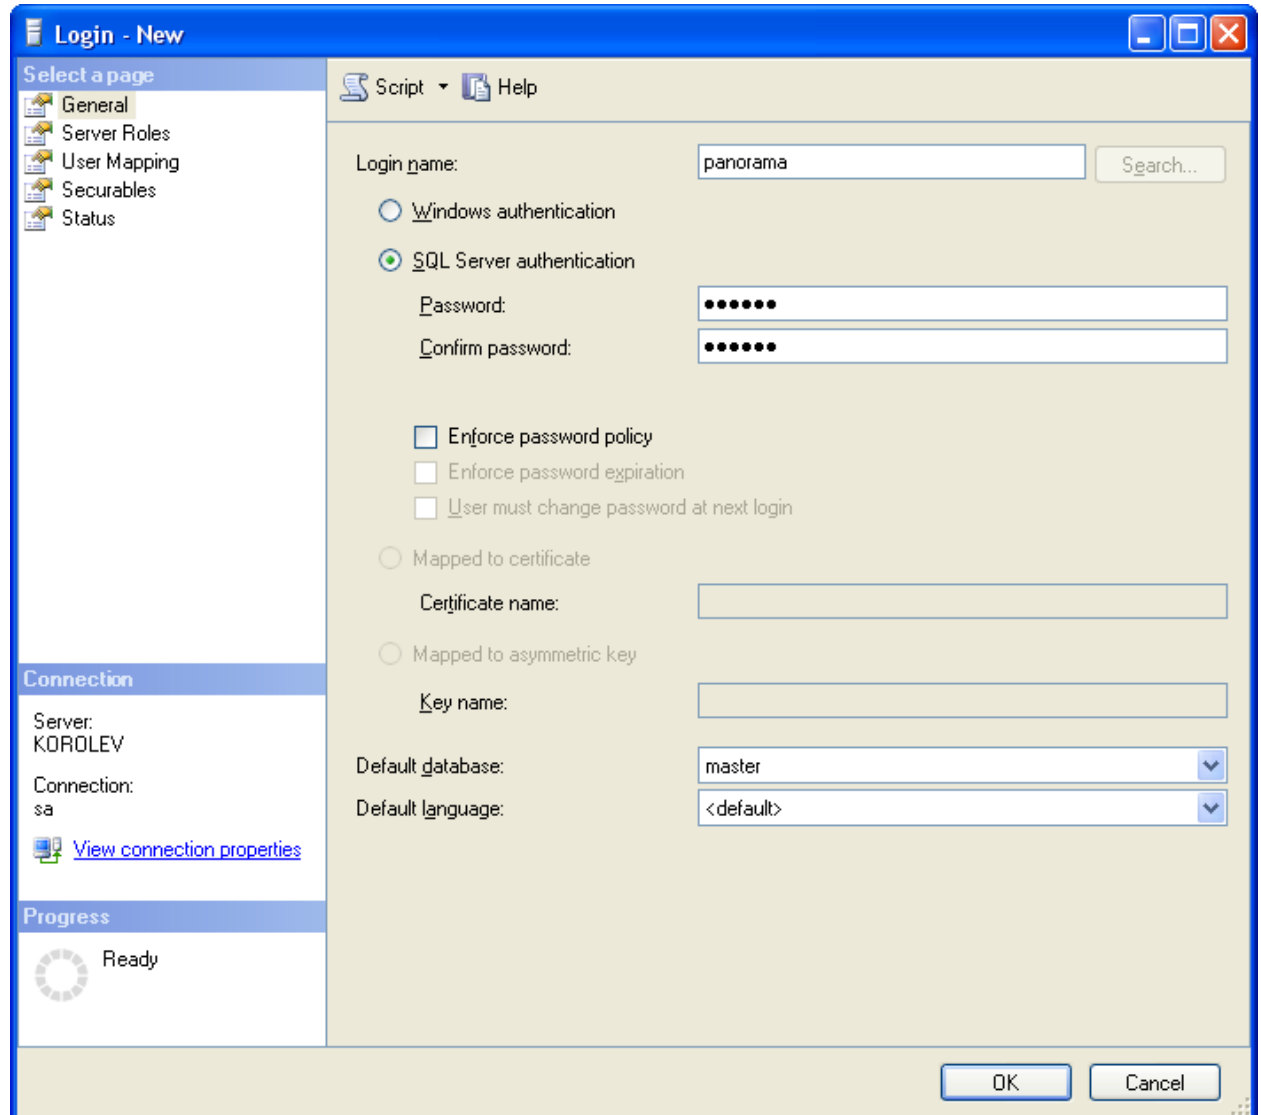 Login - New
Select a page
General
Server Roles
User Mapping
Securables
Status
Script
Help
Login name:
panorama
Search...
Windows authentication
SQL Server authentication
Password:
●●●●●●
Confirm password:
●●●●●●
Enforce password policy
Enforce password expiration
User must change password at next login
Mapped to certificate
Certificate name:
Mapped to asymmetric key
Key name:
Default database:
master
Default language:
<default>
Connection
Server:
KOROLEV
Connection:
sa
View connection properties
Progress
Ready
OK
Cancel